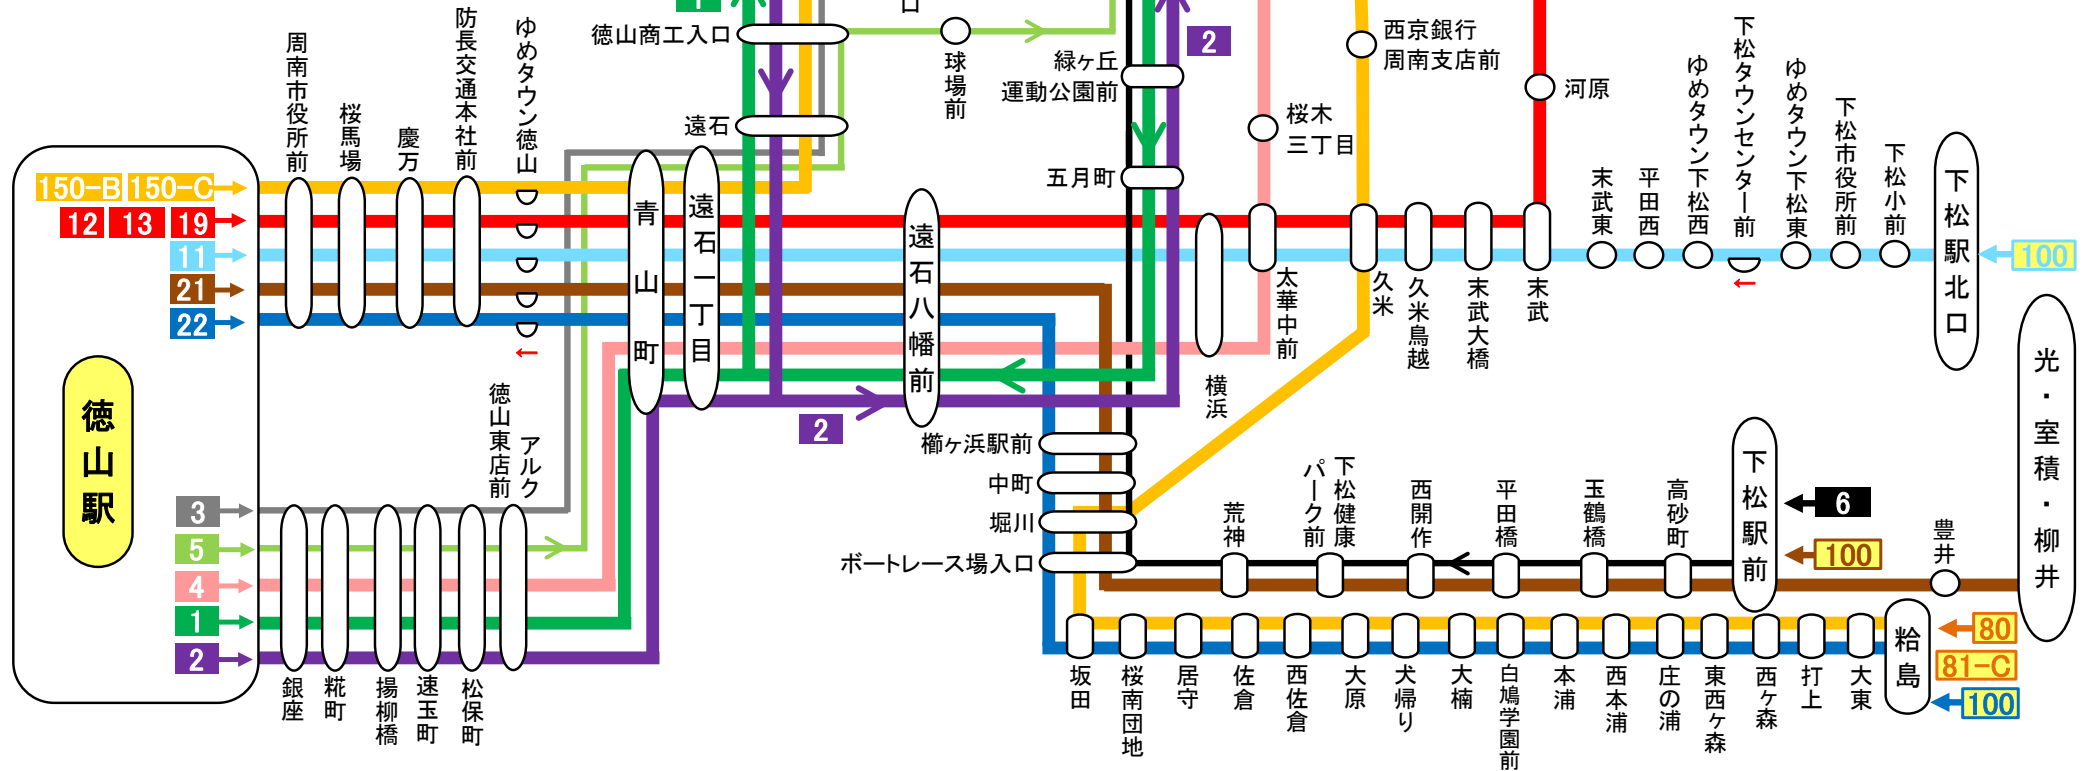 1
口
徳山商工入口
球場前
遠石
2
緑ヶ丘
運動公園前
五月町
桜木
三丁目
西京銀行
周南支店前
河原
周南市役所前
桜馬場
慶万
防長交通本社前
ゆめタウン徳山
青山町
遠石一丁目
遠石八幡前
横浜
太華中前
久米
久米鳥越
末武大橋
末武
末武東
平田西
ゆめタウン下松西
下松タウンセンター前
ゆめタウン下松東
下松市役所前
下松小前
下松駅北口
100
光・室積・柳井
150-B
150-C
12
13
19
11
21
22
徳山駅
3
5
4
1
2
銀座
糀町
揚柳橋
速玉町
松保町
アルク
徳山東店前
2
櫛ヶ浜駅前
中町
堀川
ボートレース場入口
荒神
下松健康
パーク前
西開作
平田橋
玉鶴橋
高砂町
下松駅前
6
100
豊井
坂田
桜南団地
居守
佐倉
西佐倉
大原
犬帰り
大楠
白鳩学園前
本浦
西本浦
庄の浦
東西ヶ森
西ヶ森
打上
大東
粭島
80
81-C
100